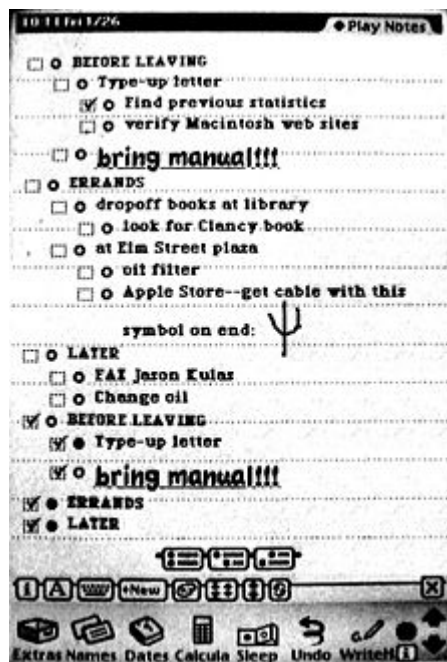 10:11 Fri 1/26
Play Notes
BEFORE LEAVING
Type-up letter
Find previous statistics
verify Macintosh web sites
bring manual!!!
ERRANDS
dropoff books at library
look for Clancy book
at Elm Street plaza
oil filter
Apple Store--get cable with this
symbol on end:
LATER
FAX Jason Kulas
Change oil
BEFORE LEAVING
Type-up letter
bring manual!!!
ERRANDS
LATER
i A New
Extras Names Dates Calcula Sleep Undo